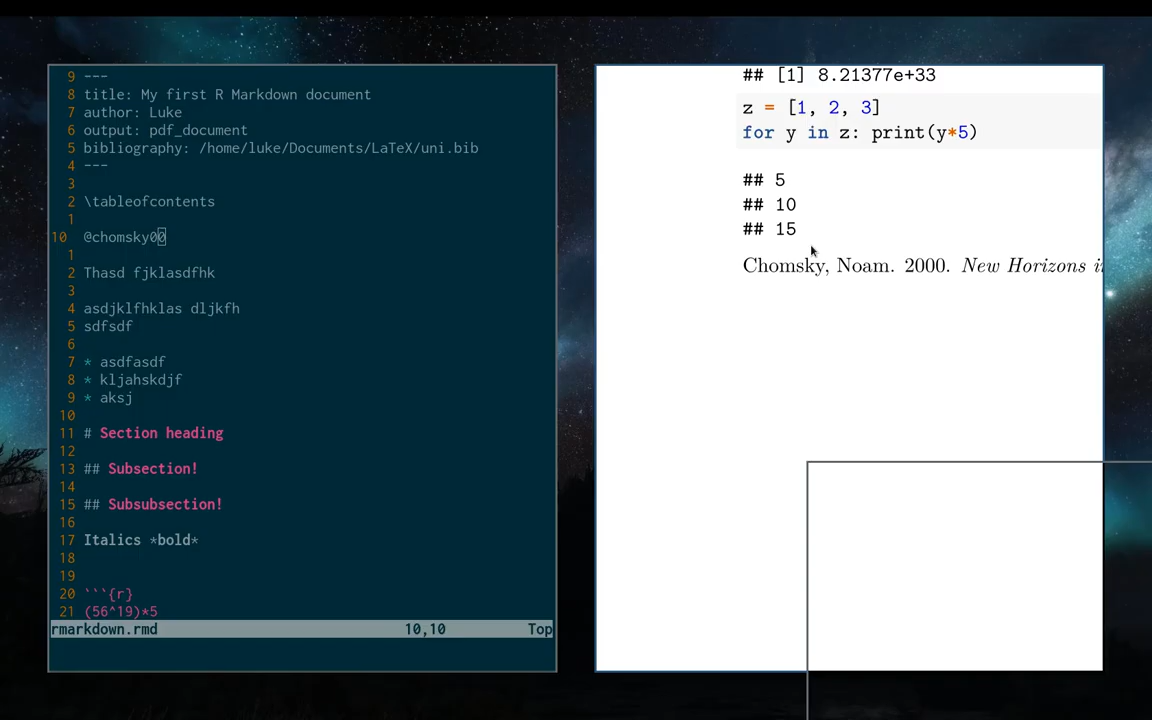 9 ---
8 title: My first R Markdown document
7 author: Luke
6 output: pdf_document
5 bibliography: /home/luke/Documents/LaTeX/uni.bib
4 ---
3
2 \tableofcontents
1
10 @chomsky00
1
2 Thasd fjklasdfhk
3
4 asdjklfhklas dljkfh
5 sdfsdf
6
7 * asdfasdf
8 * kljahskdjf
9 * aksj
10
11 # Section heading
12
13 ## Subsection!
14
15 ## Subsubsection!
16
17 Italics *bold*
18
19
20 ```{r}
21 (56^19)*5
rmarkdown.rmd 10,10 Top
## [1] 8.21377e+33
z = [1, 2, 3]
for y in z: print(y*5)
## 5
## 10
## 15
Chomsky, Noam. 2000. New Horizons i